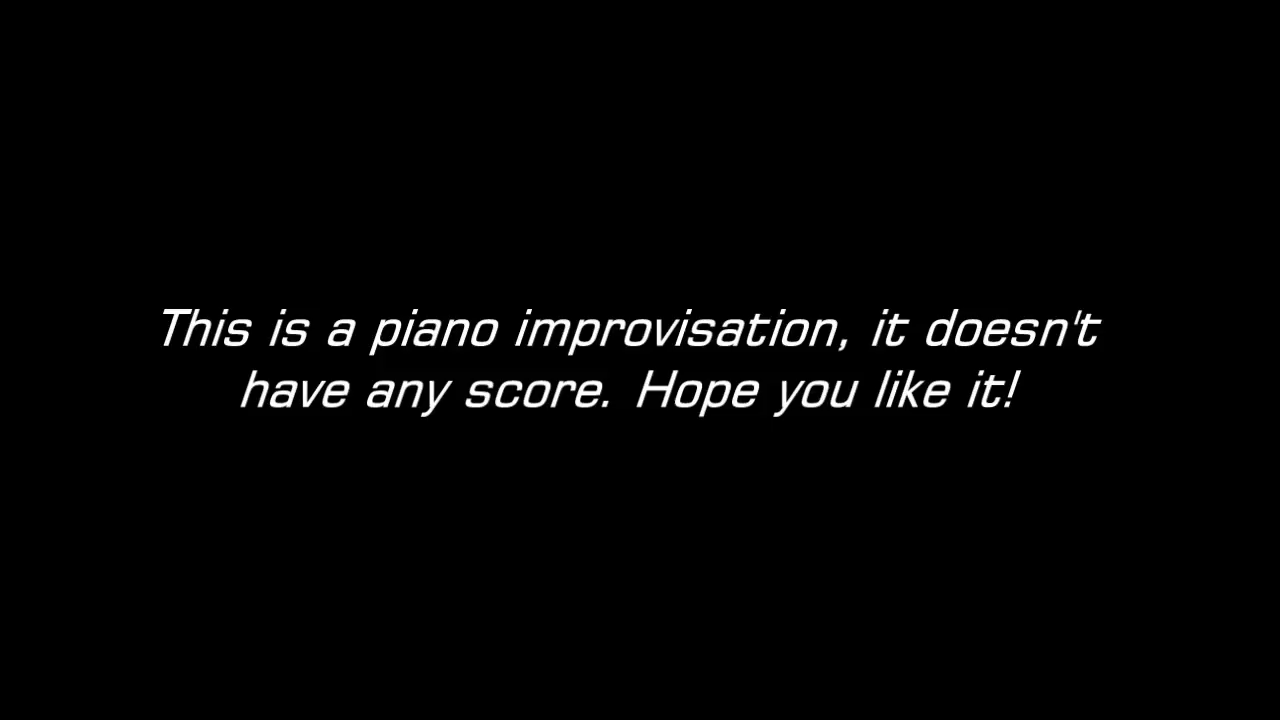 This is a piano improvisation, it doesn't
have any score. Hope you like it!